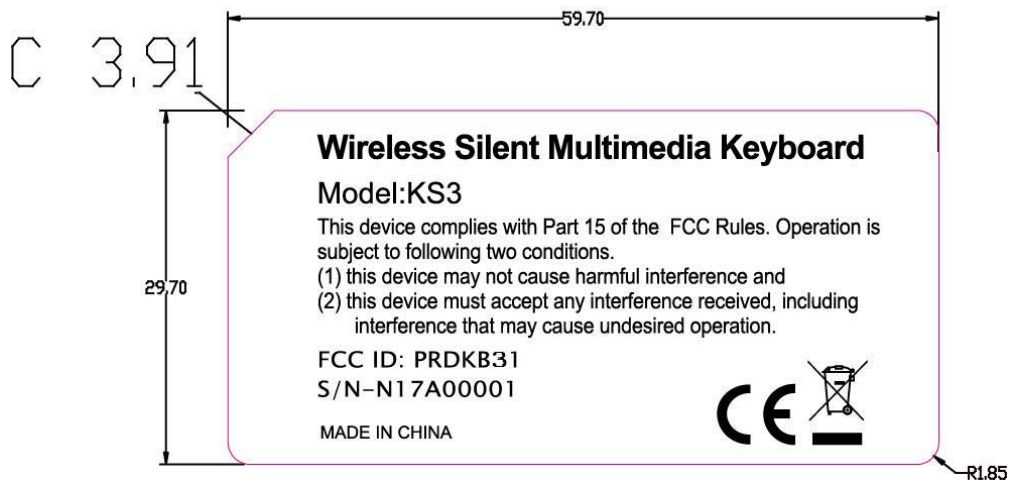 59.70
C 3.91
Wireless Silent Multimedia Keyboard
Model:KS3
This device complies with Part 15 of the FCC Rules. Operation is
subject to following two conditions.
29.70
(1) this device may not cause harmful interference and
(2) this device must accept any interference received, including
interference that may cause undesired operation.
FCC ID: PRDKB31
S/N-N17A00001
CE
MADE IN CHINA
R1.85